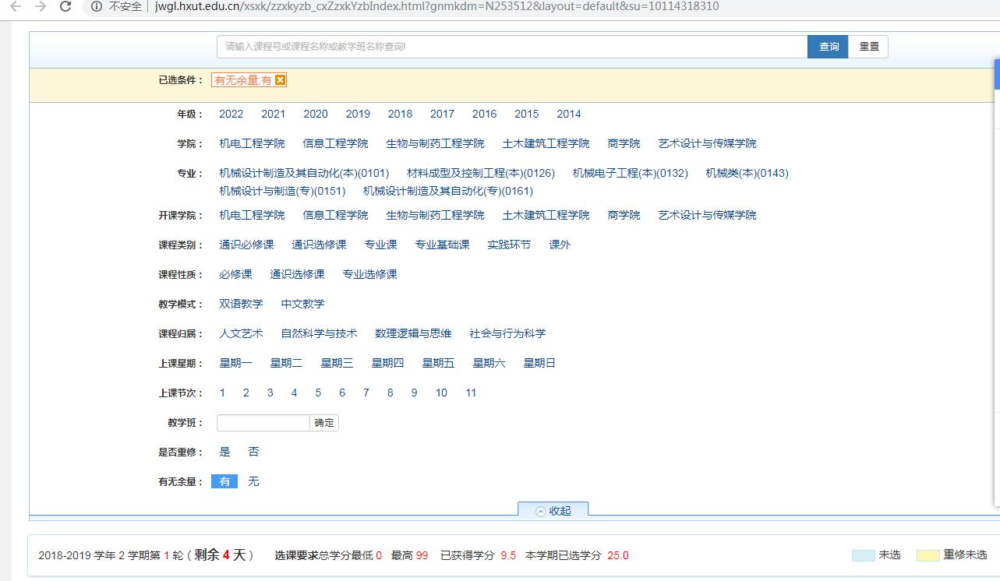 不安全 jwgl.hxut.edu.cn/xsxk/zzxkyzb_cxZzxkYzbIndex.html?gnmkdm=N253512&layout=default&su=10114318310
请输入课程号或课程名称或教学班名称查询! 查询 重置
已选条件： 有无余量:有
年级： 2022 2021 2020 2019 2018 2017 2016 2015 2014
学院： 机电工程学院 信息工程学院 生物与制药工程学院 土木建筑工程学院 商学院 艺术设计与传媒学院
专业： 机械设计制造及其自动化(本)(0101) 材料成型及控制工程(本)(0126) 机械电子工程(本)(0132) 机械类(本)(0143)
机械设计与制造(专)(0151) 机械设计制造及其自动化(专)(0161)
开课学院： 机电工程学院 信息工程学院 生物与制药工程学院 土木建筑工程学院 商学院 艺术设计与传媒学院
课程类别： 通识必修课 通识选修课 专业课 专业基础课 实践环节 课外
课程性质： 必修课 通识选修课 专业选修课
教学模式： 双语教学 中文教学
课程归属： 人文艺术 自然科学与技术 数理逻辑与思维 社会与行为科学
上课星期： 星期一 星期二 星期三 星期四 星期五 星期六 星期日
上课节次： 1 2 3 4 5 6 7 8 9 10 11
教学班： 确定
是否重修： 是 否
有无余量： 有 无
收起
2018-2019 学年 2 学期第 1 轮（ 剩余 4 天 ） 选课要求总学分最低 0 最高 99 已获得学分 9.5 本学期已选学分 25.0 未选 重修未选